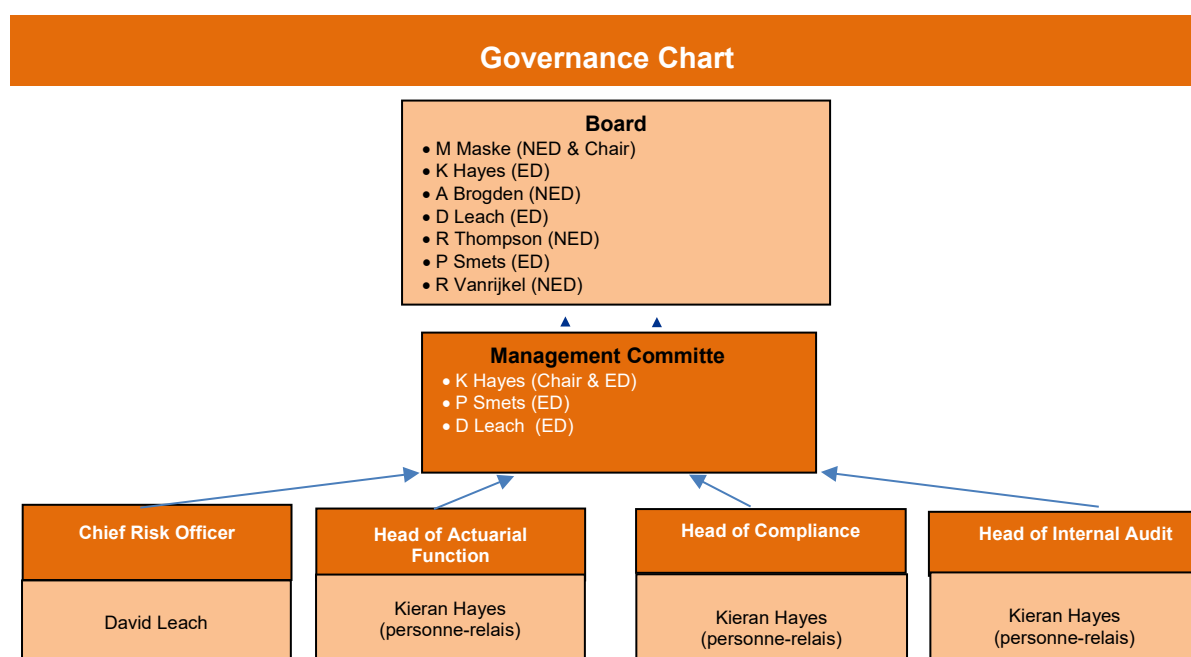 Governance Chart
Board
• M Maske (NED & Chair)
• K Hayes (ED)
• A Brogden (NED)
• D Leach (ED)
• R Thompson (NED)
• P Smets (ED)
• R Vanrijkel (NED)
Management Committe
• K Hayes (Chair & ED)
• P Smets (ED)
• D Leach (ED)
Chief Risk Officer
David Leach
Head of Actuarial
Function
Kieran Hayes
(personne-relais)
Head of Compliance
Kieran Hayes
(personne-relais)
Head of Internal Audit
Kieran Hayes
(personne-relais)